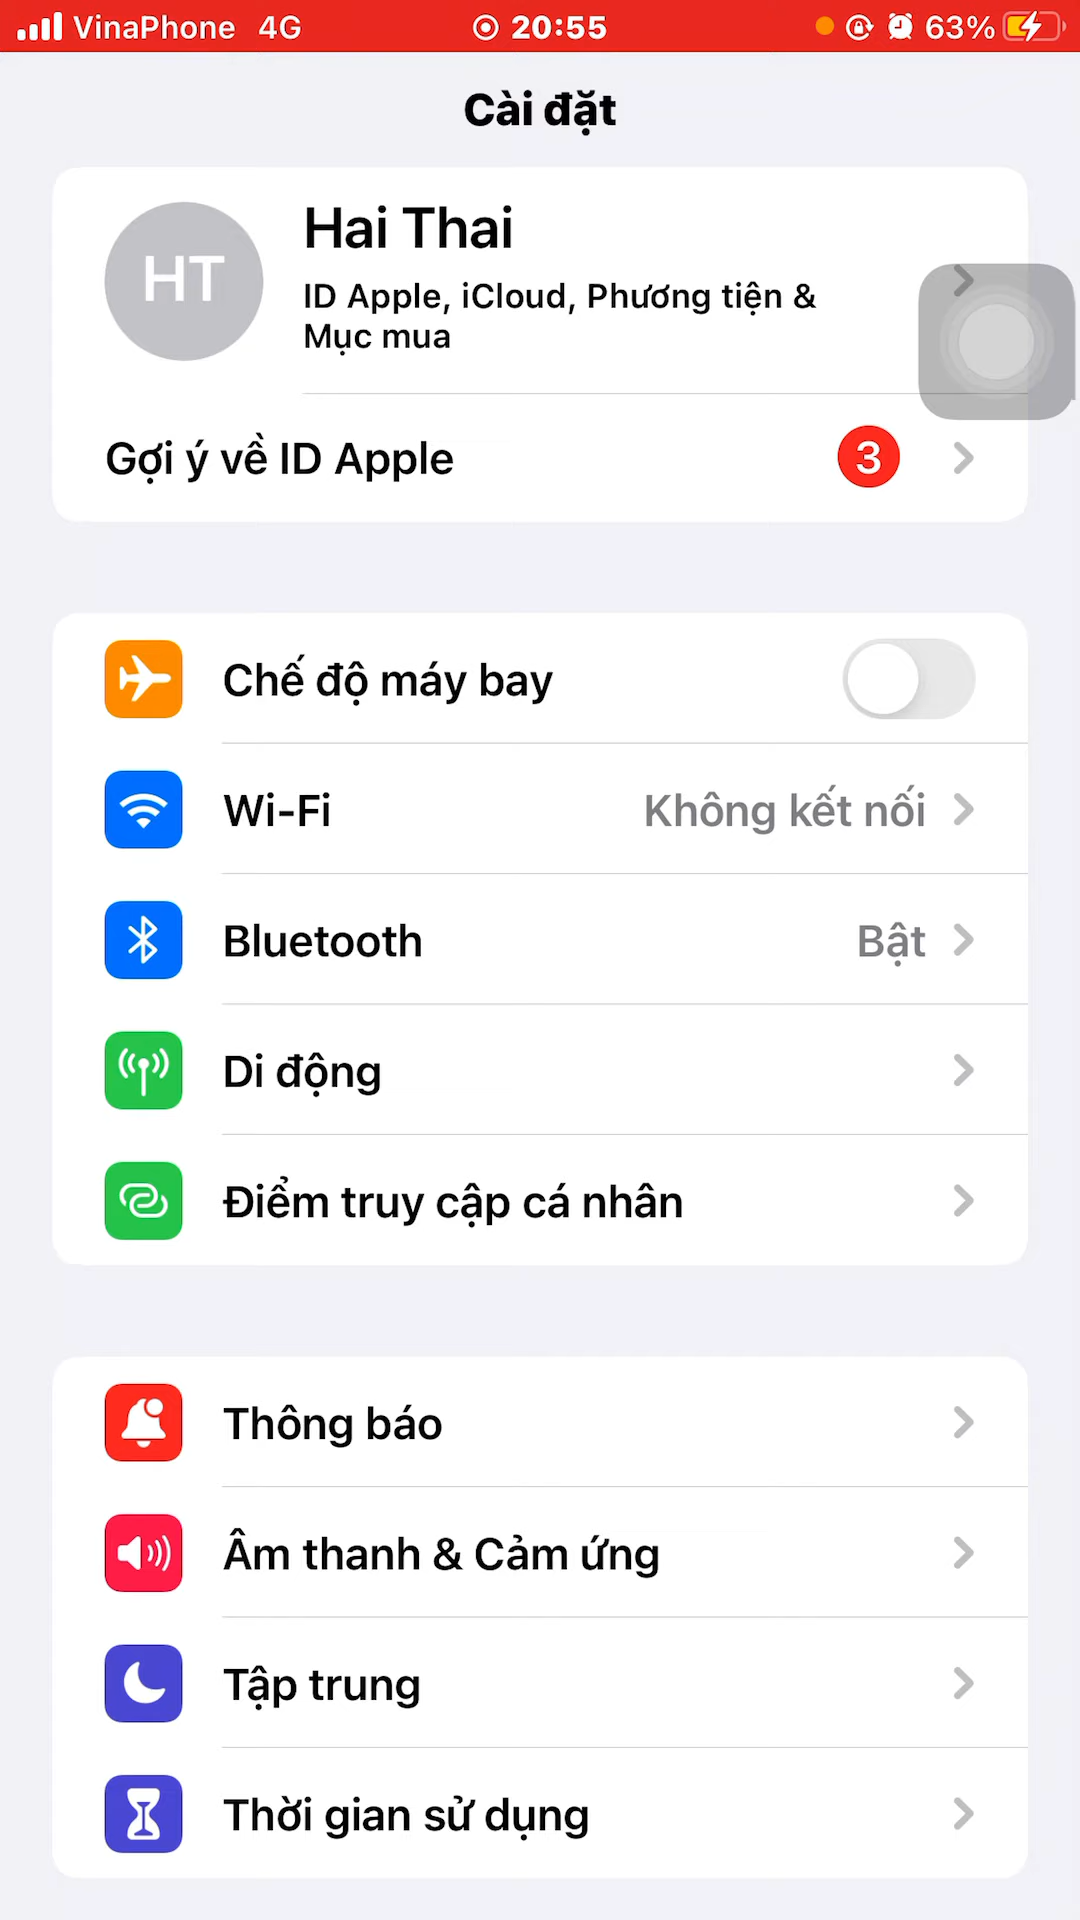 VinaPhone 4G 20:55 63%
Cài đặt
HT
Hai Thai
ID Apple, iCloud, Phương tiện &
Mục mua
Gợi ý về ID Apple 3
Chế độ máy bay
Wi-Fi Không kết nối
Bluetooth Bật
Di động
Điểm truy cập cá nhân
Thông báo
Âm thanh & Cảm ứng
Tập trung
Thời gian sử dụng